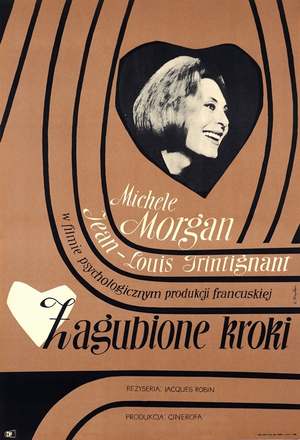 Michele
Morgan
Jean-Louis Trintignant
w filmie psychologicznym produkcji francuskiej
Zagubione kroki
REŻYSERIA: JACQUES ROBIN
PRODUKCJA: CINEROFA